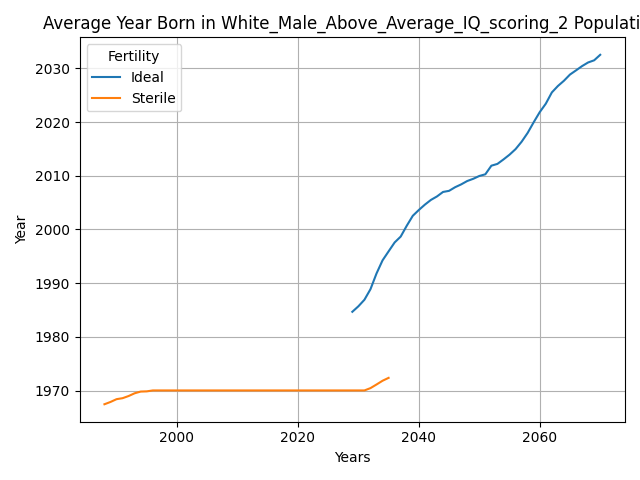 Average Year Born in White_Male_Above_Average_IQ_scoring_2 Populati
Fertility
Ideal
Sterile
2030
2020
2010
2000
1990
1980
1970
Year
2000 2020 2040 2060
Years